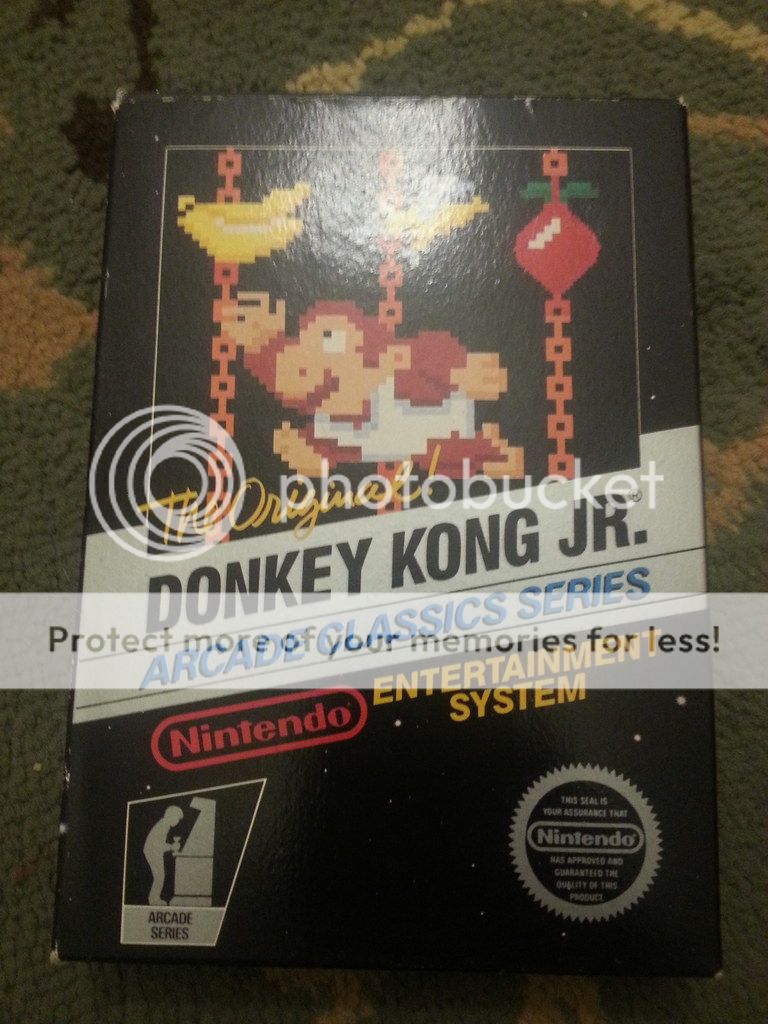 The Original!
photobucket
DONKEY KONG JR.®
ARCADE CLASSICS SERIES
Protect more of your memories for less!
ENTERTAINMENT
SYSTEM
Nintendo®
THIS SEAL IS
YOUR ASSURANCE THAT
Nintendo
HAS APPROVED AND
GUARANTEED THE
QUALITY OF THIS
PRODUCT.
ARCADE
SERIES